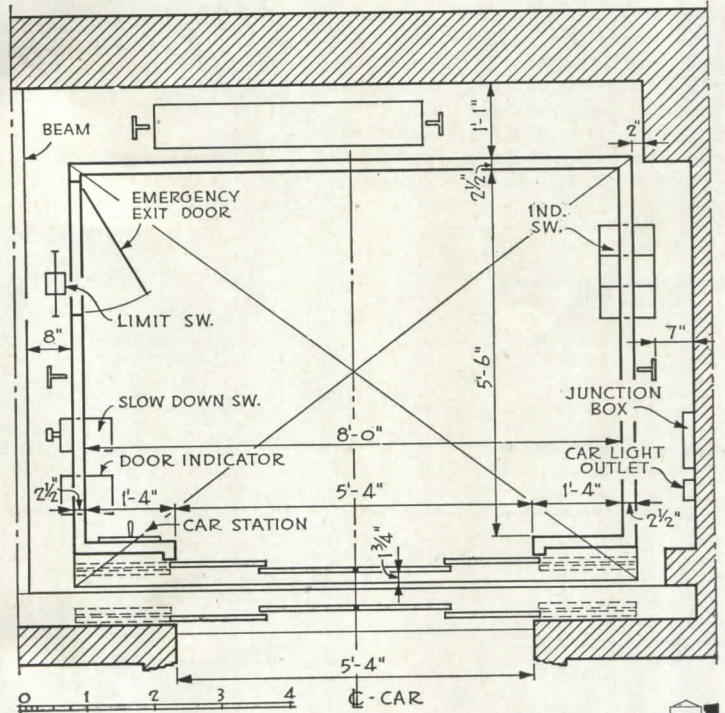 BEAM
1'-1"
2"
2½"
EMERGENCY
EXIT DOOR
IND.
SW.
LIMIT SW.
8"
7"
5'-6"
SLOW DOWN SW.
JUNCTION
BOX
8'-0"
DOOR INDICATOR
CAR LIGHT
OUTLET
2½"
1'-4"
5'-4"
1'-4"
2½"
CAR STATION
1¾"
5'-4"
0 1 2 3 4
℄-CAR